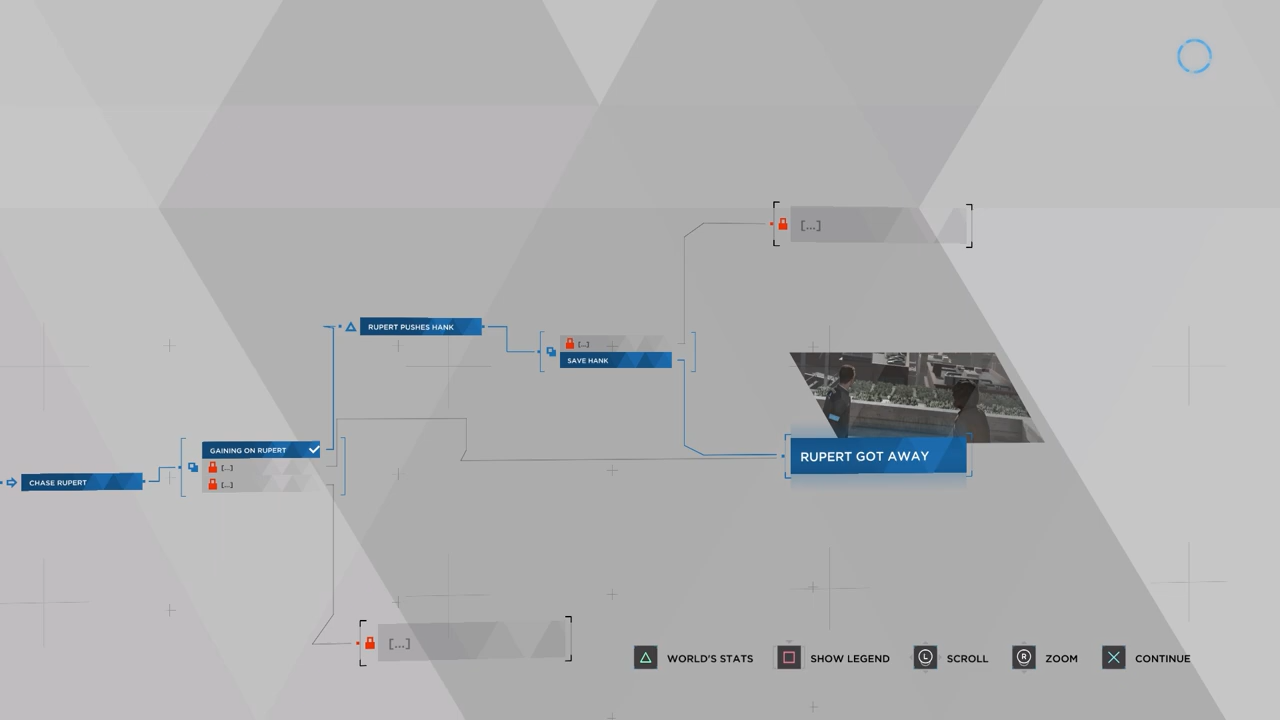 [...]
RUPERT PUSHES HANK
[...]
SAVE HANK
GAINING ON RUPERT
[...]
[...]
CHASE RUPERT
RUPERT GOT AWAY
[...]
WORLD'S STATS
SHOW LEGEND
L SCROLL
R ZOOM
CONTINUE